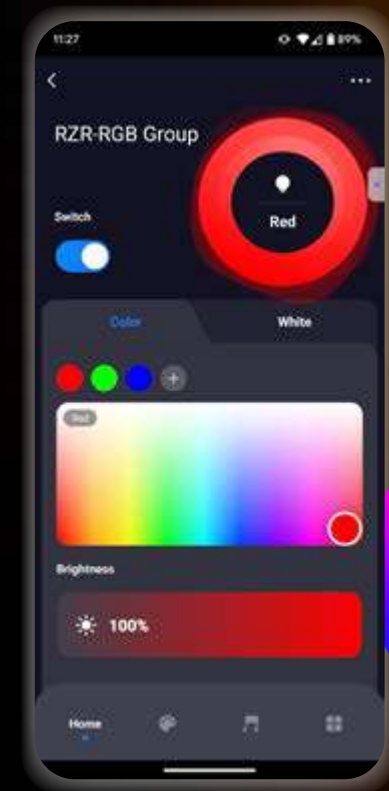 11:27
89%
RZR-RGB Group
Red
Switch
Color
White
+
Red
Brightness
100%
Home